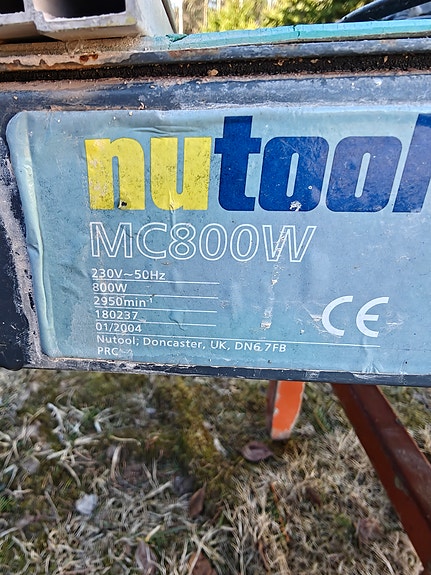 nutool
MC800W
230V~50Hz
800W
2950min⁻¹
180237
01/2004
Nutool, Doncaster, UK, DN6 7FB
PRC
CE